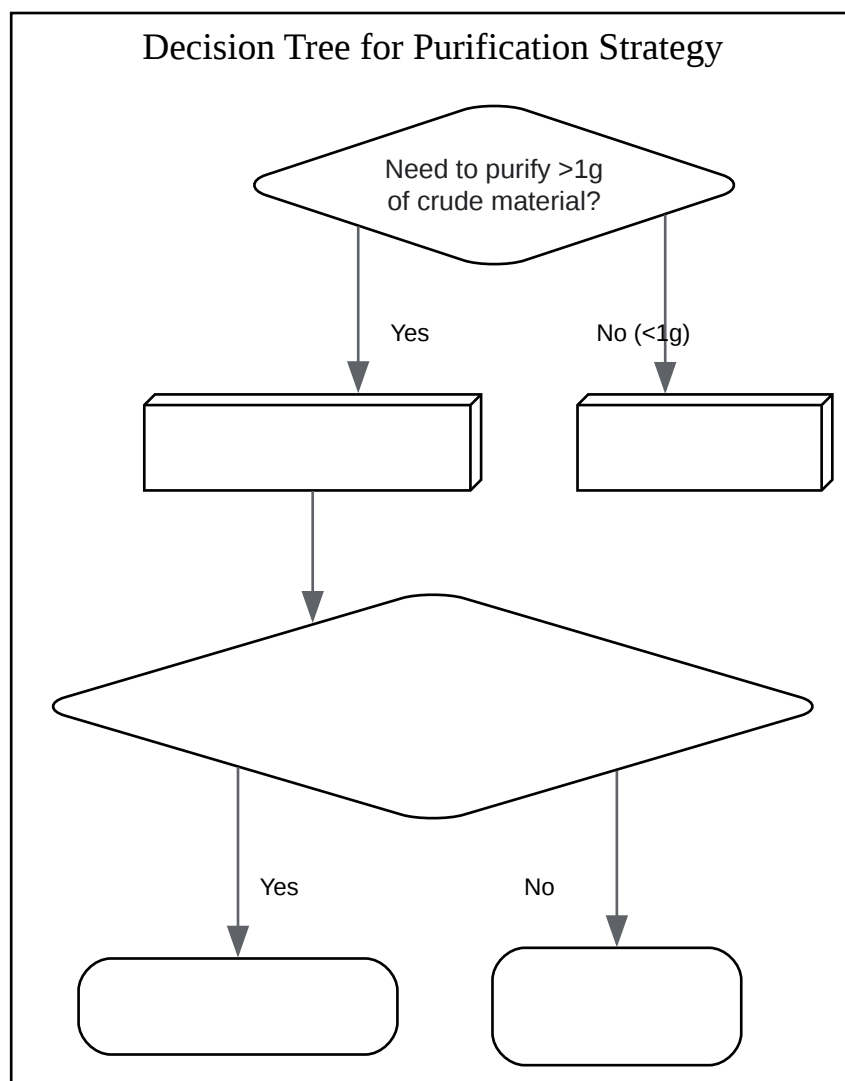 Decision Tree for Purification Strategy
Need to purify >1g
of crude material?
Yes
No (<1g)
Yes
No